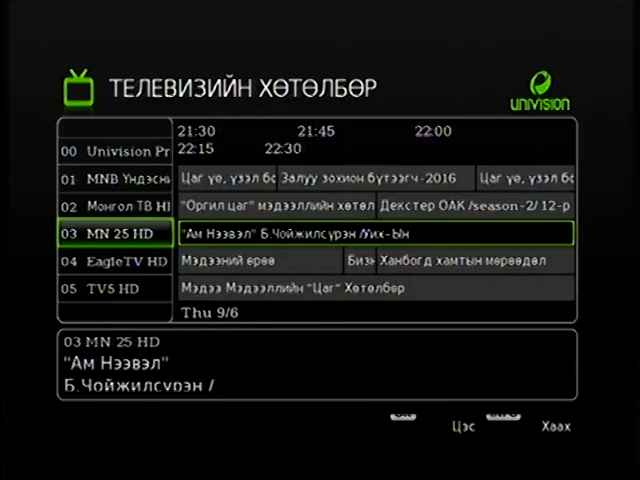 ТЕЛЕВИЗИЙН ХӨТӨЛБӨР
univision
21:30 21:45 22:00
22:15 22:30
00 Univision Pr
01 MNB Үндэсн Цаг үе, үзэл бо Залуу зохион бүтээгч-2016 Цаг үе, үзэл бо
02 Монгол ТВ HI "Оргил цаг" мэдээллийн хөтөл Декстер ОАК /season-2/ 12-р
03 MN 25 HD "Ам Нээвэл" Б.Чойжилсүрэн /Уих-Ын
04 EagleTV HD Мэдээний өрөө Бизн Ханбогд хамтын мөрөөдөл
05 TV5 HD Мэдээ Мэдээллийн "Цаг" Хөтөлбөр
Thu 9/6
03 MN 25 HD
"Ам Нээвэл"
Б.Чойжилсүрэн /
Цэс Хаах